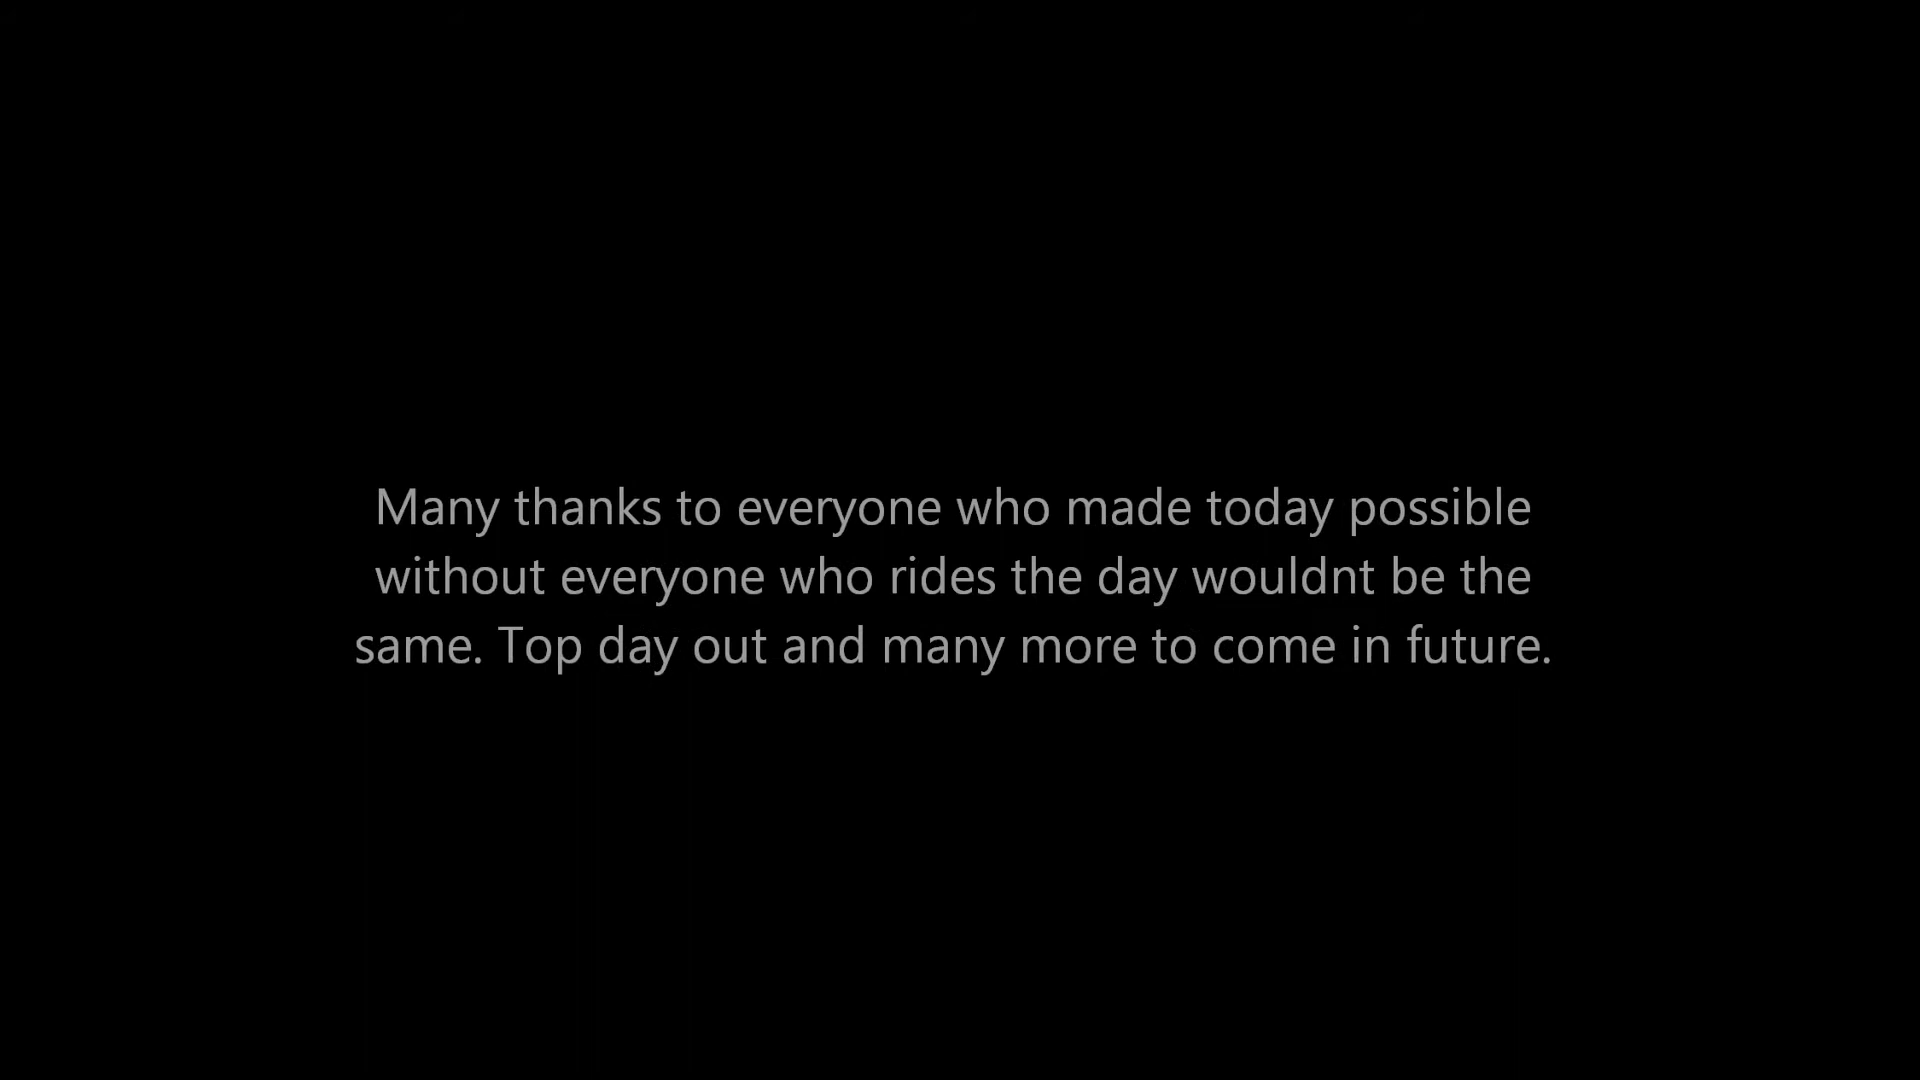 Many thanks to everyone who made today possible
without everyone who rides the day wouldnt be the
same. Top day out and many more to come in future.